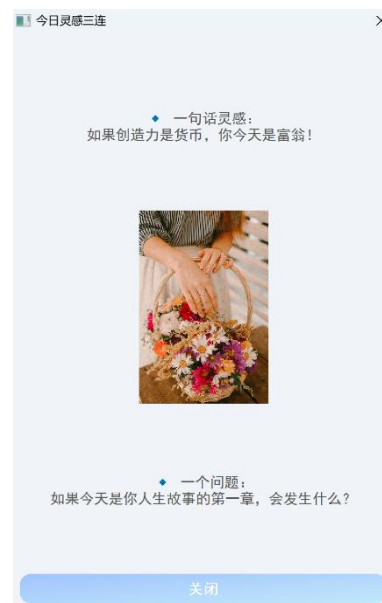 今日灵感三连
◆ 一句话灵感：
如果创造力是货币，你今天是富翁！
◆ 一个问题：
如果今天是你人生故事的第一章，会发生什么？
关闭